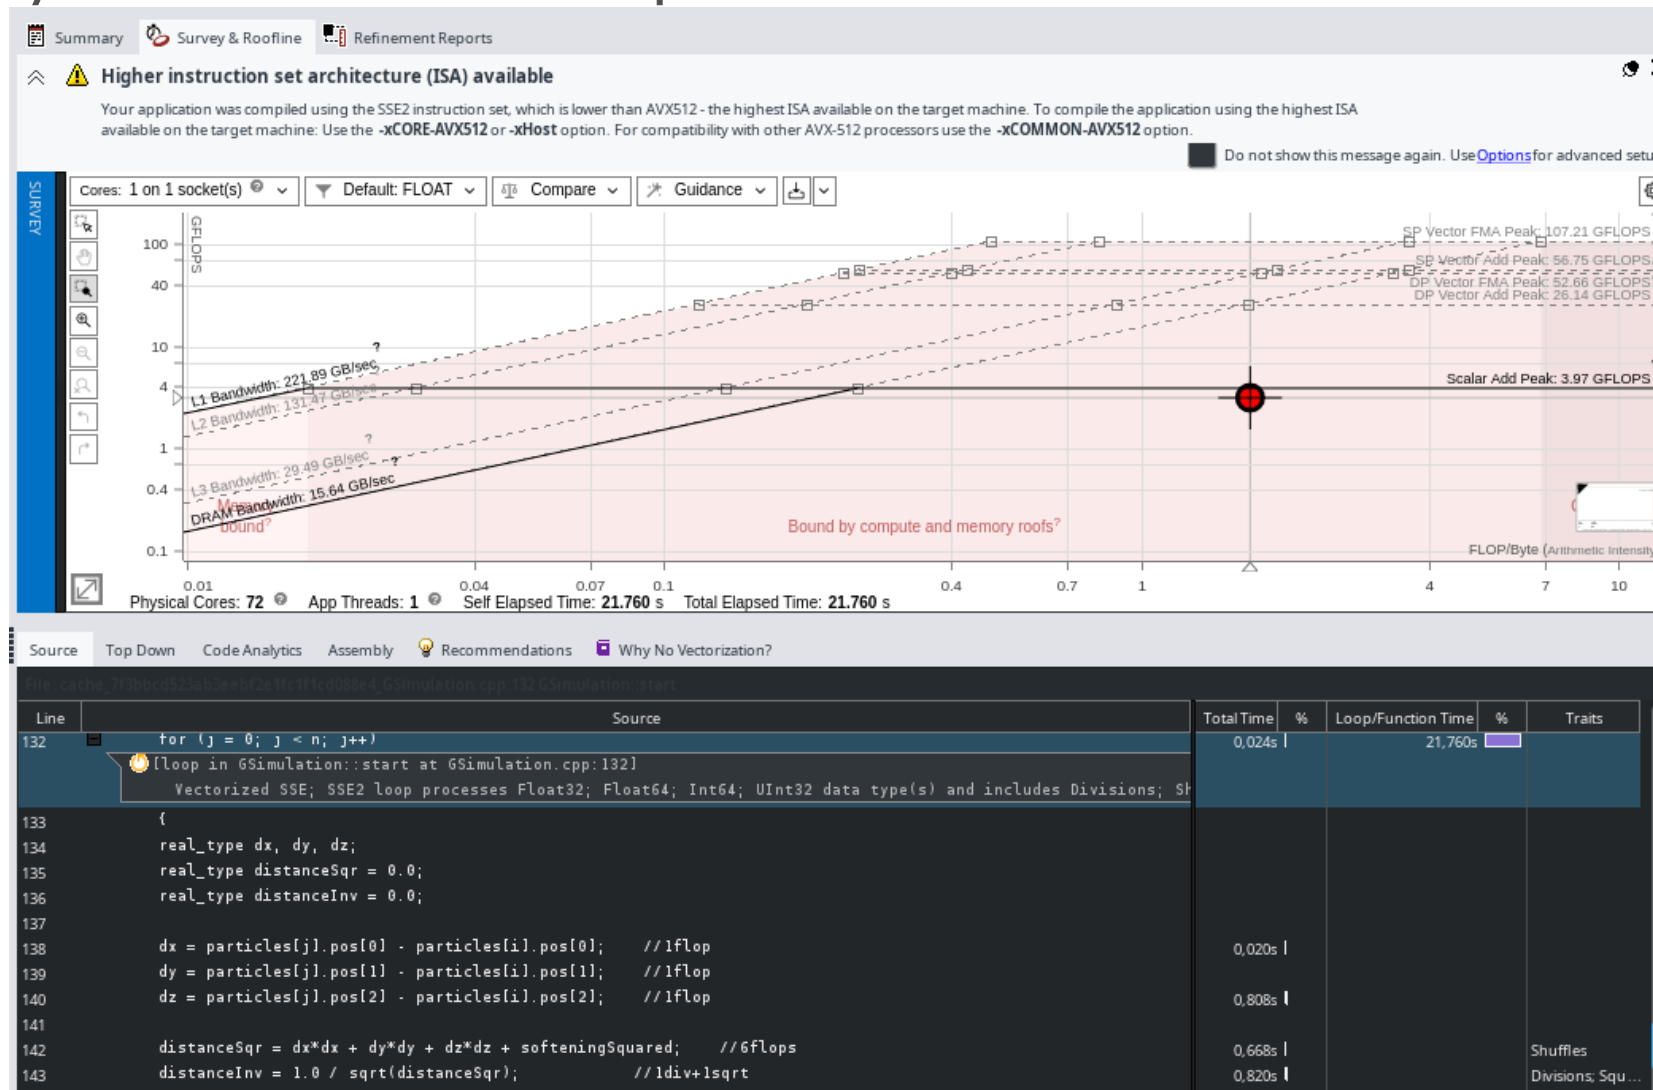 Summary Survey & Roofline Refinement Reports
Higher instruction set architecture (ISA) available
Your application was compiled using the SSE2 instruction set, which is lower than AVX512 - the highest ISA available on the target machine. To compile the application using the highest ISA
available on the target machine: Use the -xCORE-AVX512 or -xHost option. For compatibility with other AVX-512 processors use the -xCOMMON-AVX512 option.
Do not show this message again. Use Options for advanced setu
SURVEY
Cores: 1 on 1 socket(s) Default: FLOAT Compare Guidance
GFLOPS
SP Vector FMA Peak: 107.21 GFLOPS
100
SP Vector Add Peak: 56.75 GFLOPS
40
DP Vector FMA Peak: 52.66 GFLOPS
DP Vector Add Peak: 26.14 GFLOPS
10
?
L1 Bandwidth: 221.89 GB/sec
4
Scalar Add Peak: 3.97 GFLOPS
L2 Bandwidth: 131.47 GB/sec
?
1
L3 Bandwidth: 29.49 GB/sec
?
0.4
DRAM Bandwidth: 15.64 GB/sec
bound?
Bound by compute and memory roofs?
0.1
FLOP/Byte (Arithmetic Intensity
0.01 0.04 0.07 0.1 0.4 0.7 1 4 7 10
Physical Cores: 72 App Threads: 1 Self Elapsed Time: 21.760 s Total Elapsed Time: 21.760 s
Source Top Down Code Analytics Assembly Recommendations Why No Vectorization?
Line Source Total Time % Loop/Function Time % Traits
132 for (j = 0; j < n; j++) 0,024s 21,760s
[loop in GSimulation::start at GSimulation.cpp:132]
Vectorized SSE; SSE2 loop processes Float32; Float64; Int64; UInt32 data type(s) and includes Divisions; Sh
133 {
134 real_type dx, dy, dz;
135 real_type distanceSqr = 0.0;
136 real_type distanceInv = 0.0;
137
138 dx = particles[j].pos[0] - particles[i].pos[0]; //1flop 0,020s
139 dy = particles[j].pos[1] - particles[i].pos[1]; //1flop
140 dz = particles[j].pos[2] - particles[i].pos[2]; //1flop 0,808s
141
142 distanceSqr = dx*dx + dy*dy + dz*dz + softeningSquared; //6flops 0,668s Shuffles
143 distanceInv = 1.0 / sqrt(distanceSqr); //1div+1sqrt 0,820s Divisions; Squ...